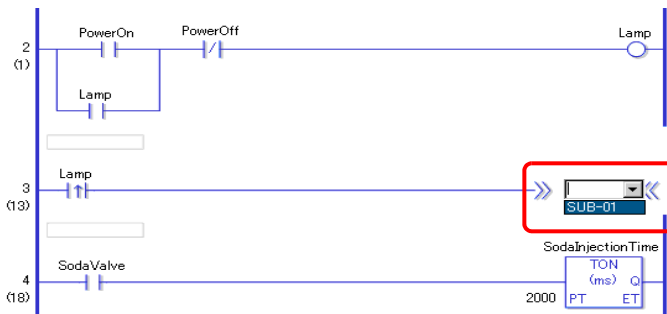 PowerOn PowerOff Lamp
2
(1)
Lamp
Lamp
3
(13)
SUB-01
SodaInjectionTime
SodaValve
TON
4
(ms) Q
(18)
2000 PT ET